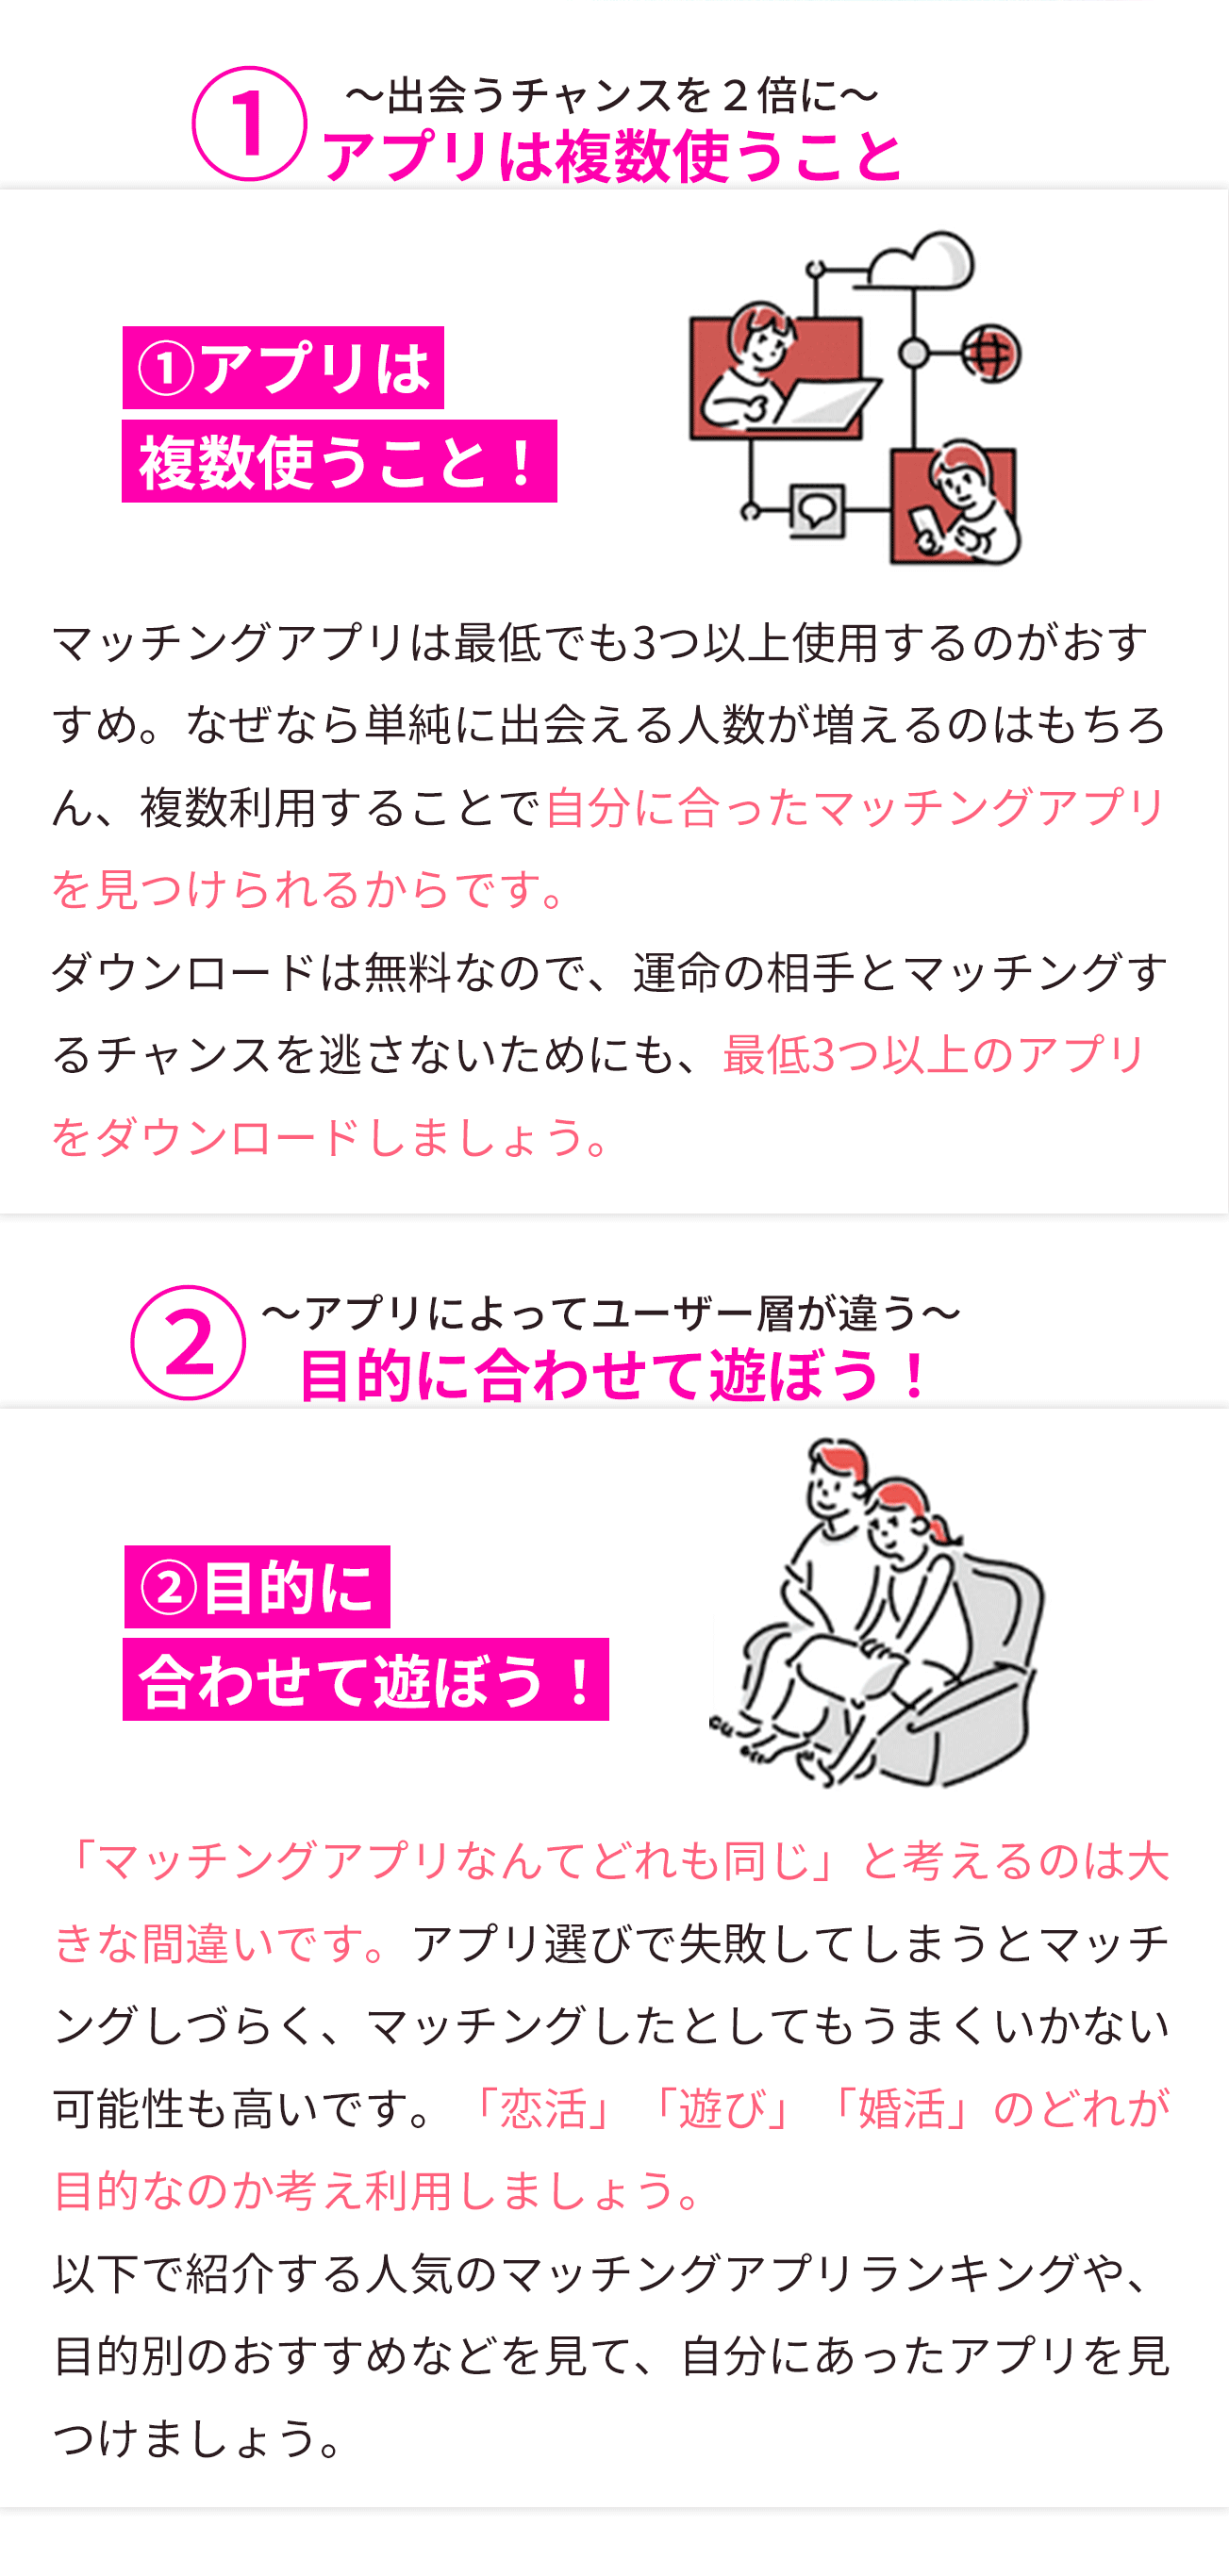 ①
～出会うチャンスを２倍に～
アプリは複数使うこと
①アプリは
複数使うこと！
マッチングアプリは最低でも3つ以上使用するのがおす
すめ。なぜなら単純に出会える人数が増えるのはもちろ
ん、複数利用することで自分に合ったマッチングアプリ
を見つけられるからです。
ダウンロードは無料なので、運命の相手とマッチングす
るチャンスを逃さないためにも、最低3つ以上のアプリ
をダウンロードしましょう。
②
～アプリによってユーザー層が違う～
目的に合わせて遊ぼう！
②目的に
合わせて遊ぼう！
「マッチングアプリなんてどれも同じ」と考えるのは大
きな間違いです。アプリ選びで失敗してしまうとマッチ
ングしづらく、マッチングしたとしてもうまくいかない
可能性も高いです。「恋活」「遊び」「婚活」のどれが
目的なのか考え利用しましょう。
以下で紹介する人気のマッチングアプリランキングや、
目的別のおすすめなどを見て、自分にあったアプリを見
つけましょう。